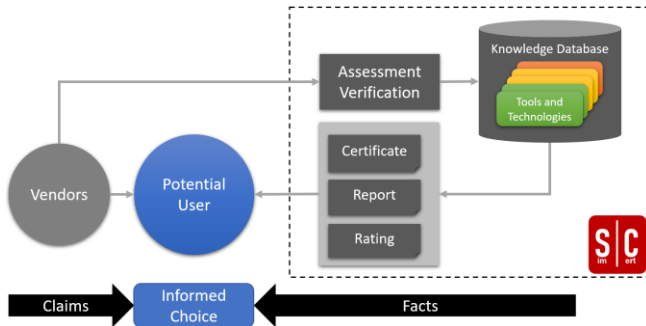 Knowledge Database
Assessment
Verification
Tools and
Technologies
Certificate
Vendors
Potential
User
Report
Rating
S|C
im ert
Claims
Informed
Choice
Facts